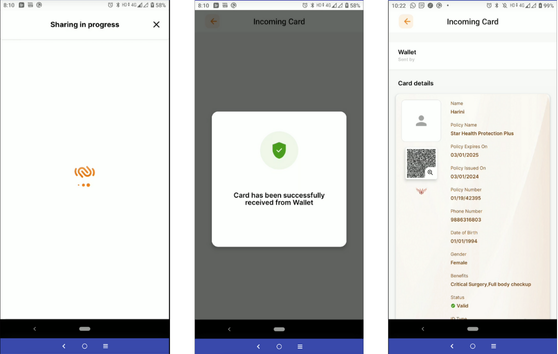 8:10
58%
Sharing in progress
8:10
58%
Incoming Card
Card has been successfully
received from Wallet
10:22
99%
Incoming Card
Wallet
Sent by
Card details
Name
Harini
Policy Name
Star Health Protection Plus
Policy Expires On
03/01/2025
Policy Issued On
03/01/2024
Policy Number
01/19/42395
Phone Number
9686316803
Date of Birth
01/01/1994
Gender
Female
Benefits
Critical Surgery,Full body checkup
Status
Valid